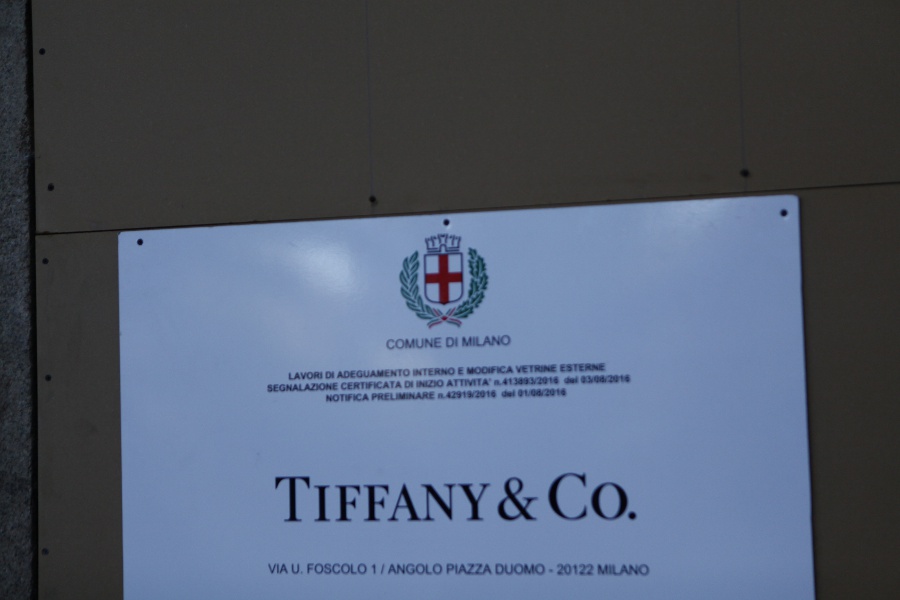 COMUNE DI MILANO
LAVORI DI ADEGUAMENTO INTERNO E MODIFICA VETRINE ESTERNE
SEGNALAZIONE CERTIFICATA DI INIZIO ATTIVITA' n.413893/2016 del 03/08/2016
NOTIFICA PRELIMINARE n.42919/2016 del 01/08/2016
TIFFANY & CO.
VIA U. FOSCOLO 1 / ANGOLO PIAZZA DUOMO - 20122 MILANO